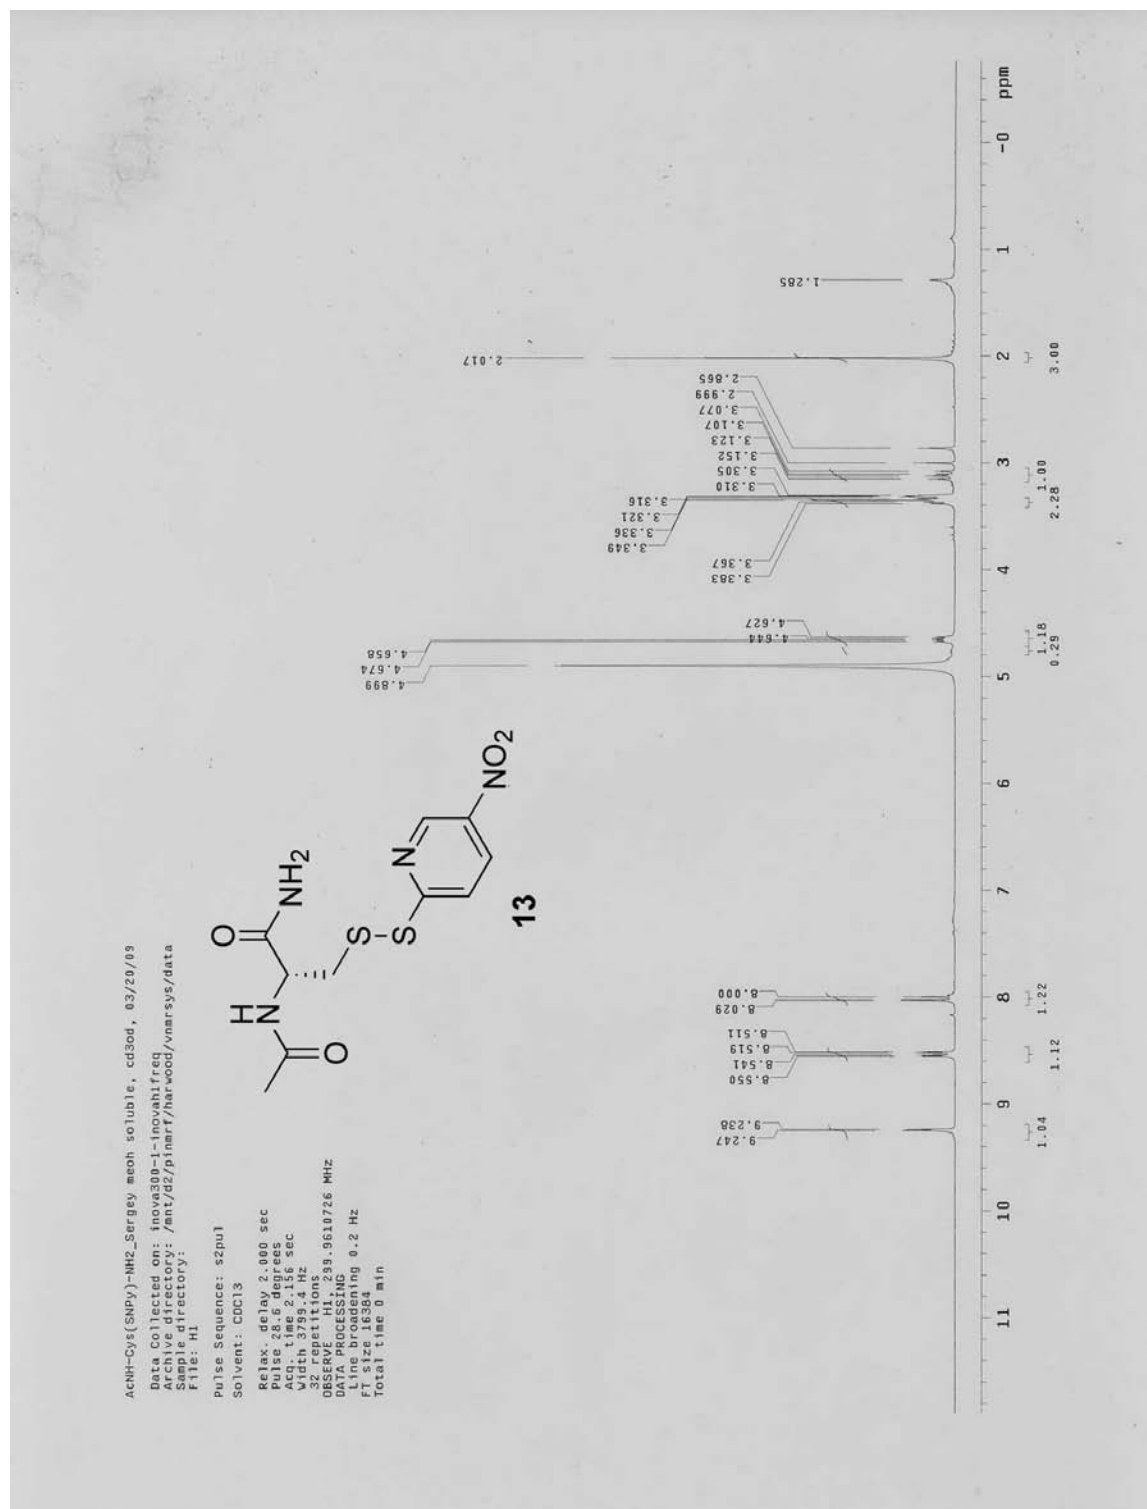 AcNH-Cys(SNPy)-NH2_Sergey meoh soluble, cd3od, 03/20/09
Data Collected on: inova300-1-inovah1freq
Archive directory: /mnt/d2/pinmrf/harwood/vnmrsys/data
Sample directory:
File: H1
Pulse Sequence: s2pul
Solvent: CDCl3
Relax. delay 2.000 sec
Pulse 28.6 degrees
Acq. time 2.156 sec
Width 3799.4 Hz
32 repetitions
OBSERVE H1, 299.9610726 MHz
DATA PROCESSING
Line broadening 0.2 Hz
FT size 16384
Total time 0 min
O
NH2
H
N
O
S
S
N
NO2
13
9.247
9.238
8.550
8.541
8.519
8.511
8.029
8.000
4.899
4.674
4.658
4.644
4.627
3.383
3.367
3.349
3.336
3.321
3.316
3.310
3.305
3.152
3.123
3.107
3.077
2.999
2.865
2.017
1.285
11 10 9 8 7 6 5 4 3 2 1 -0 ppm
1.04
1.12
1.22
0.29
1.18
2.28
1.00
3.00